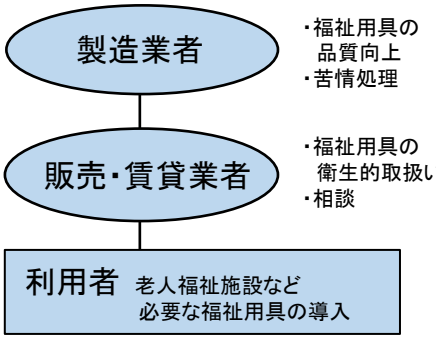 製造業者
・福祉用具の
品質向上
・苦情処理
販売・賃貸業者
・福祉用具の
衛生的取扱い
・相談
利用者 老人福祉施設など
必要な福祉用具の導入